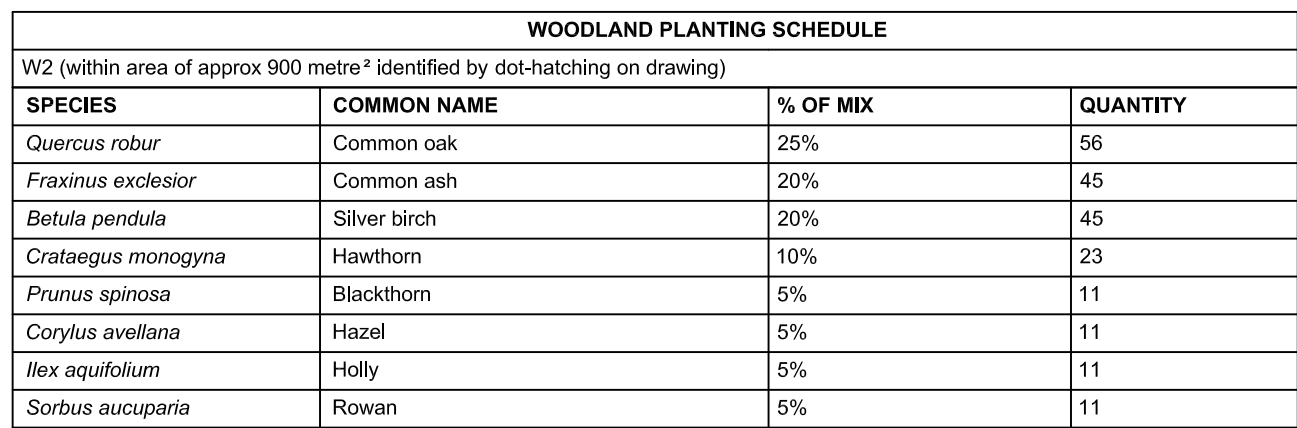 WOODLAND PLANTING SCHEDULE
W2 (within area of approx 900 metre² identified by dot-hatching on drawing)
SPECIES COMMON NAME % OF MIX QUANTITY
Quercus robur Common oak 25% 56
Fraxinus exclesior Common ash 20% 45
Betula pendula Silver birch 20% 45
Crataegus monogyna Hawthorn 10% 23
Prunus spinosa Blackthorn 5% 11
Corylus avellana Hazel 5% 11
Ilex aquifolium Holly 5% 11
Sorbus aucuparia Rowan 5% 11